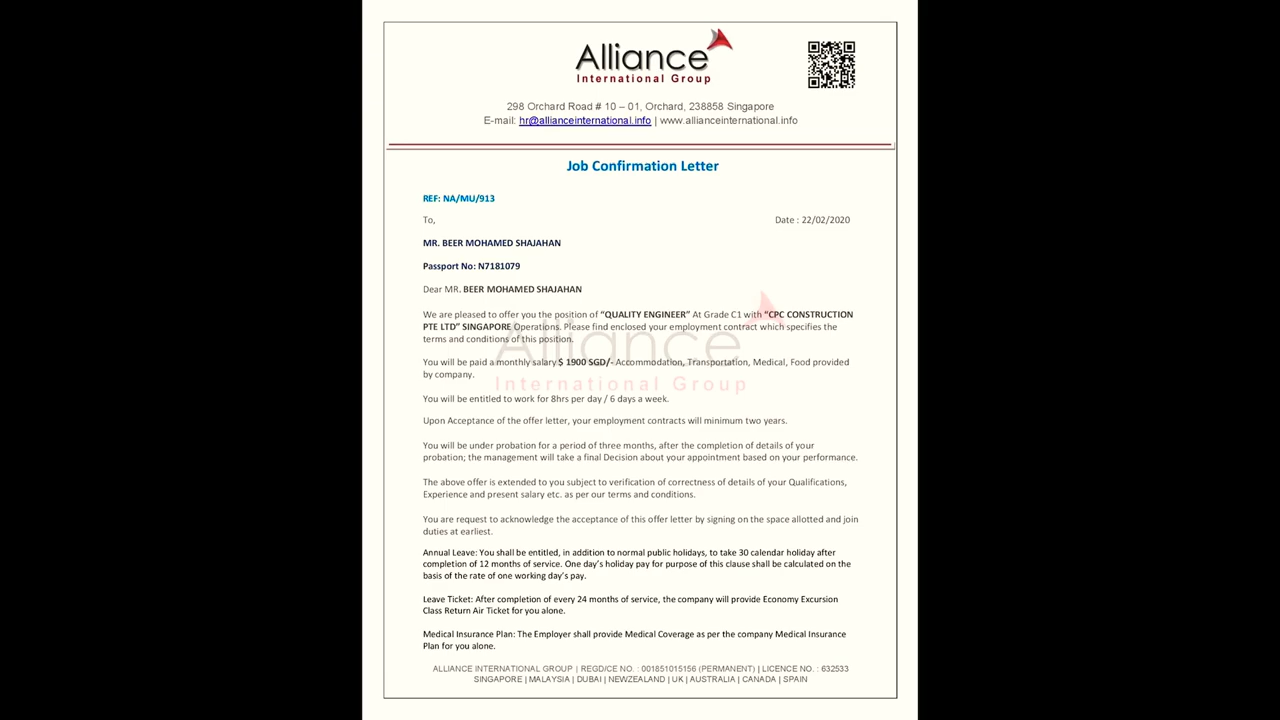 Alliance
International Group
298 Orchard Road # 10 – 01, Orchard, 238858 Singapore
E-mail: hr@allianceinternational.info | www.allianceinternational.info
Job Confirmation Letter
REF: NA/MU/913
To,
Date : 22/02/2020
MR. BEER MOHAMED SHAJAHAN
Passport No: N7181079
Dear MR. BEER MOHAMED SHAJAHAN
We are pleased to offer you the position of “QUALITY ENGINEER” At Grade C1 with “CPC CONSTRUCTION
PTE LTD” SINGAPORE Operations. Please find enclosed your employment contract which specifies the
terms and conditions of this position.
Alliance
International Group
You will be paid a monthly salary $ 1900 SGD/- Accommodation, Transportation, Medical, Food provided
by company.
You will be entitled to work for 8hrs per day / 6 days a week.
Upon Acceptance of the offer letter, your employment contracts will minimum two years.
You will be under probation for a period of three months, after the completion of details of your
probation; the management will take a final Decision about your appointment based on your performance.
The above offer is extended to you subject to verification of correctness of details of your Qualifications,
Experience and present salary etc. as per our terms and conditions.
You are request to acknowledge the acceptance of this offer letter by signing on the space allotted and join
duties at earliest.
Annual Leave: You shall be entitled, in addition to normal public holidays, to take 30 calendar holiday after
completion of 12 months of service. One day’s holiday pay for purpose of this clause shall be calculated on the
basis of the rate of one working day’s pay.
Leave Ticket: After completion of every 24 months of service, the company will provide Economy Excursion
Class Return Air Ticket for you alone.
Medical Insurance Plan: The Employer shall provide Medical Coverage as per the company Medical Insurance
Plan for you alone.
ALLIANCE INTERNATIONAL GROUP | REGD/CE NO. : 001851015156 (PERMANENT) | LICENCE NO. : 632533
SINGAPORE | MALAYSIA | DUBAI | NEWZEALAND | UK | AUSTRALIA | CANADA | SPAIN